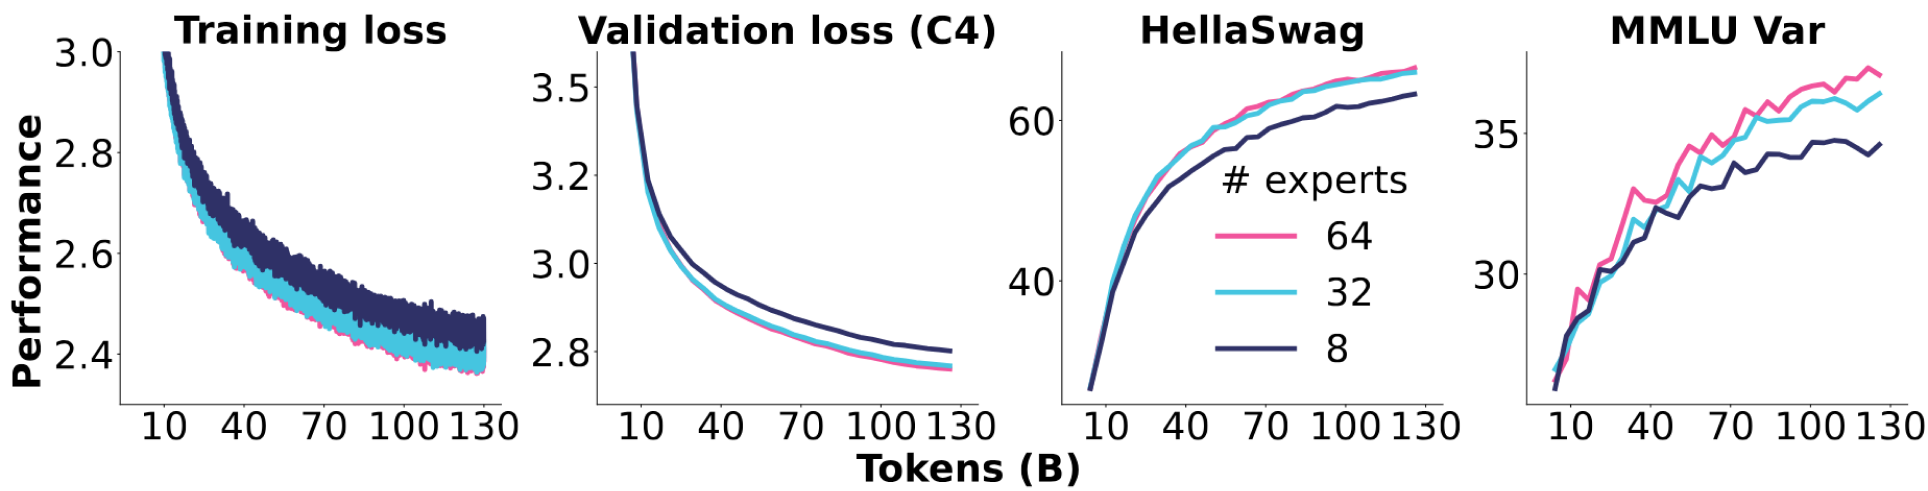 Training loss
Validation loss (C4)
HellaSwag
MMLU Var
Performance
3.0
2.8
2.6
2.4
10 40 70 100 130
3.5
3.2
3.0
2.8
10 40 70 100 130
60
40
10 40 70 100 130
# experts
64
32
8
35
30
10 40 70 100 130
Tokens (B)